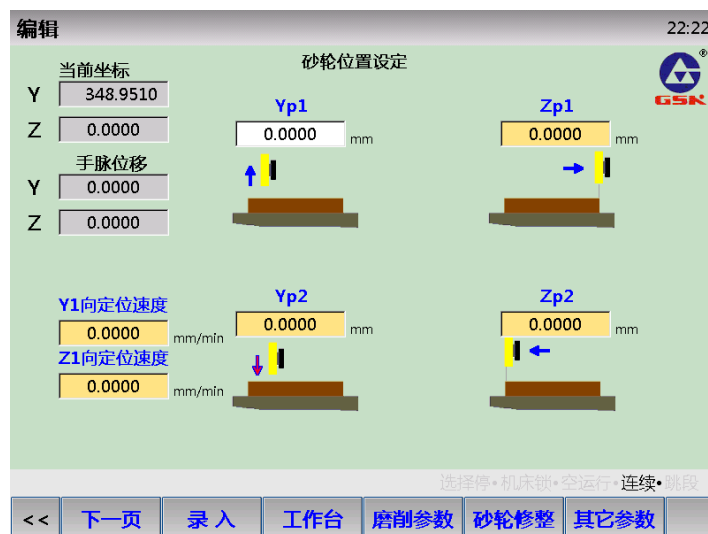 编辑
22:22
砂轮位置设定
GSK
®
当前坐标
Y 348.9510
Z 0.0000
手脉位移
Y 0.0000
Z 0.0000
Yp1
0.0000 mm
Zp1
0.0000 mm
Y1向定位速度
0.0000 mm/min
Z1向定位速度
0.0000 mm/min
Yp2
0.0000 mm
Zp2
0.0000 mm
选择停•机床锁•空运行•连续•跳段
<< 下一页 录入 工作台 磨削参数 砂轮修整 其它参数